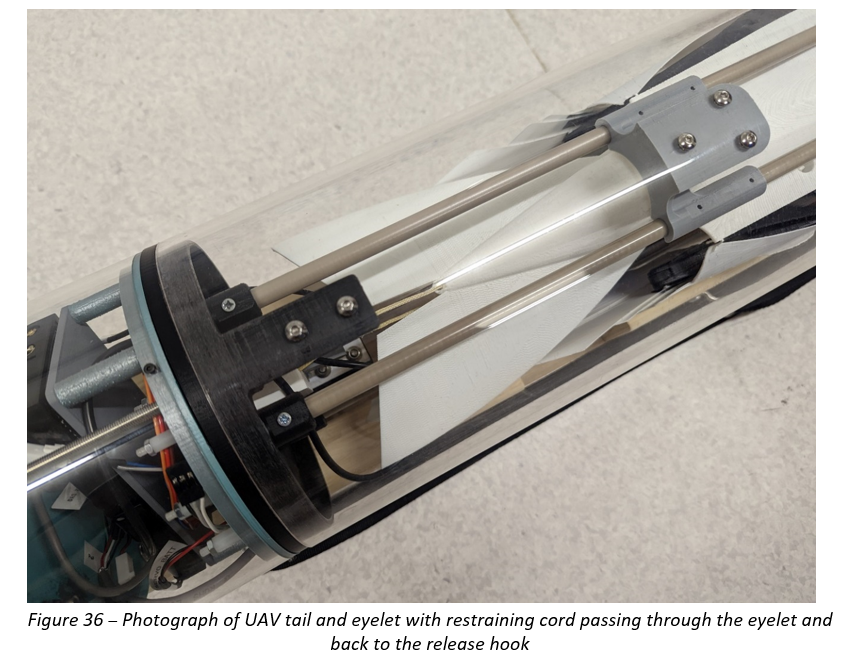 Figure 36 – Photograph of UAV tail and eyelet with restraining cord passing through the eyelet and
back to the release hook